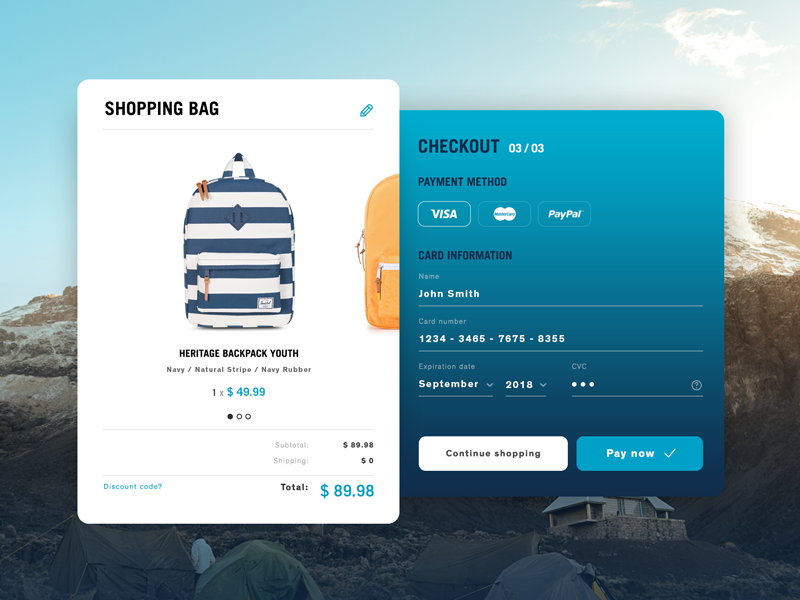 SHOPPING BAG
HERITAGE BACKPACK YOUTH
Navy / Natural Stripe / Navy Rubber
1 x $ 49.99
Subtotal: $ 89.98
Shipping: $ 0
Discount code? Total: $ 89.98
CHECKOUT 03 / 03
PAYMENT METHOD
VISA MasterCard PayPal
CARD INFORMATION
Name
John Smith
Card number
1234 - 3465 - 7675 - 8355
Expiration date CVC
September 2018
Continue shopping Pay now